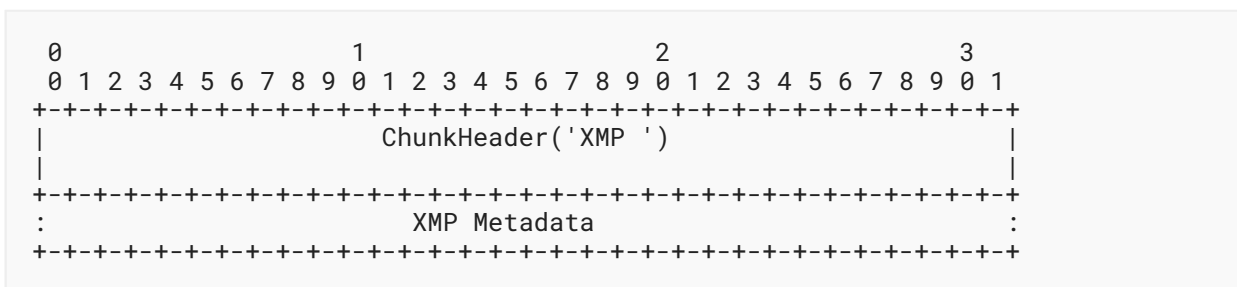 0                   1                   2                   3
 0 1 2 3 4 5 6 7 8 9 0 1 2 3 4 5 6 7 8 9 0 1 2 3 4 5 6 7 8 9 0 1
+-+-+-+-+-+-+-+-+-+-+-+-+-+-+-+-+-+-+-+-+-+-+-+-+-+-+-+-+-+-+-+-+
|                      ChunkHeader('XMP ')                      |
|                                                               |
+-+-+-+-+-+-+-+-+-+-+-+-+-+-+-+-+-+-+-+-+-+-+-+-+-+-+-+-+-+-+-+-+
:                        XMP Metadata                           :
+-+-+-+-+-+-+-+-+-+-+-+-+-+-+-+-+-+-+-+-+-+-+-+-+-+-+-+-+-+-+-+-+